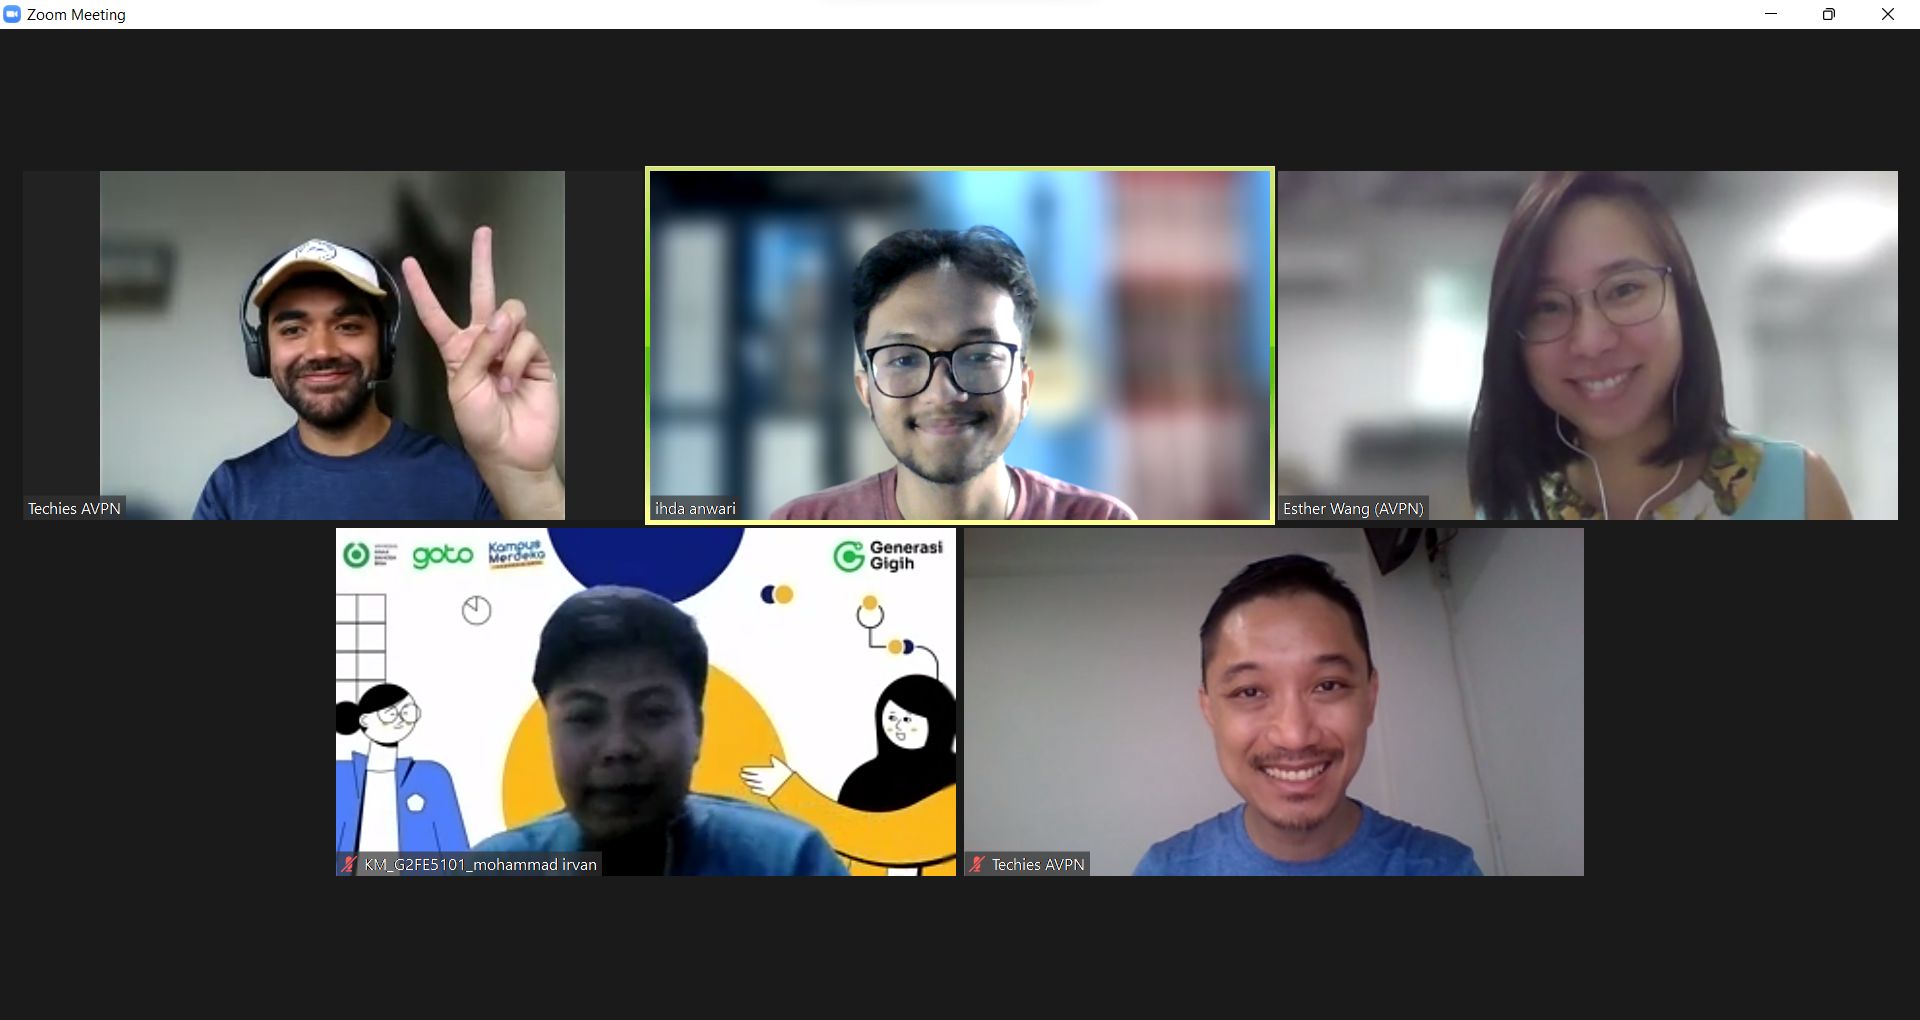 Zoom Meeting
Techies AVPN
ihda anwari
Esther Wang (AVPN)
goto
Kampus
Merdeka
Generasi
Gigih
KM_G2FE5101_mohammad irvan
Techies AVPN